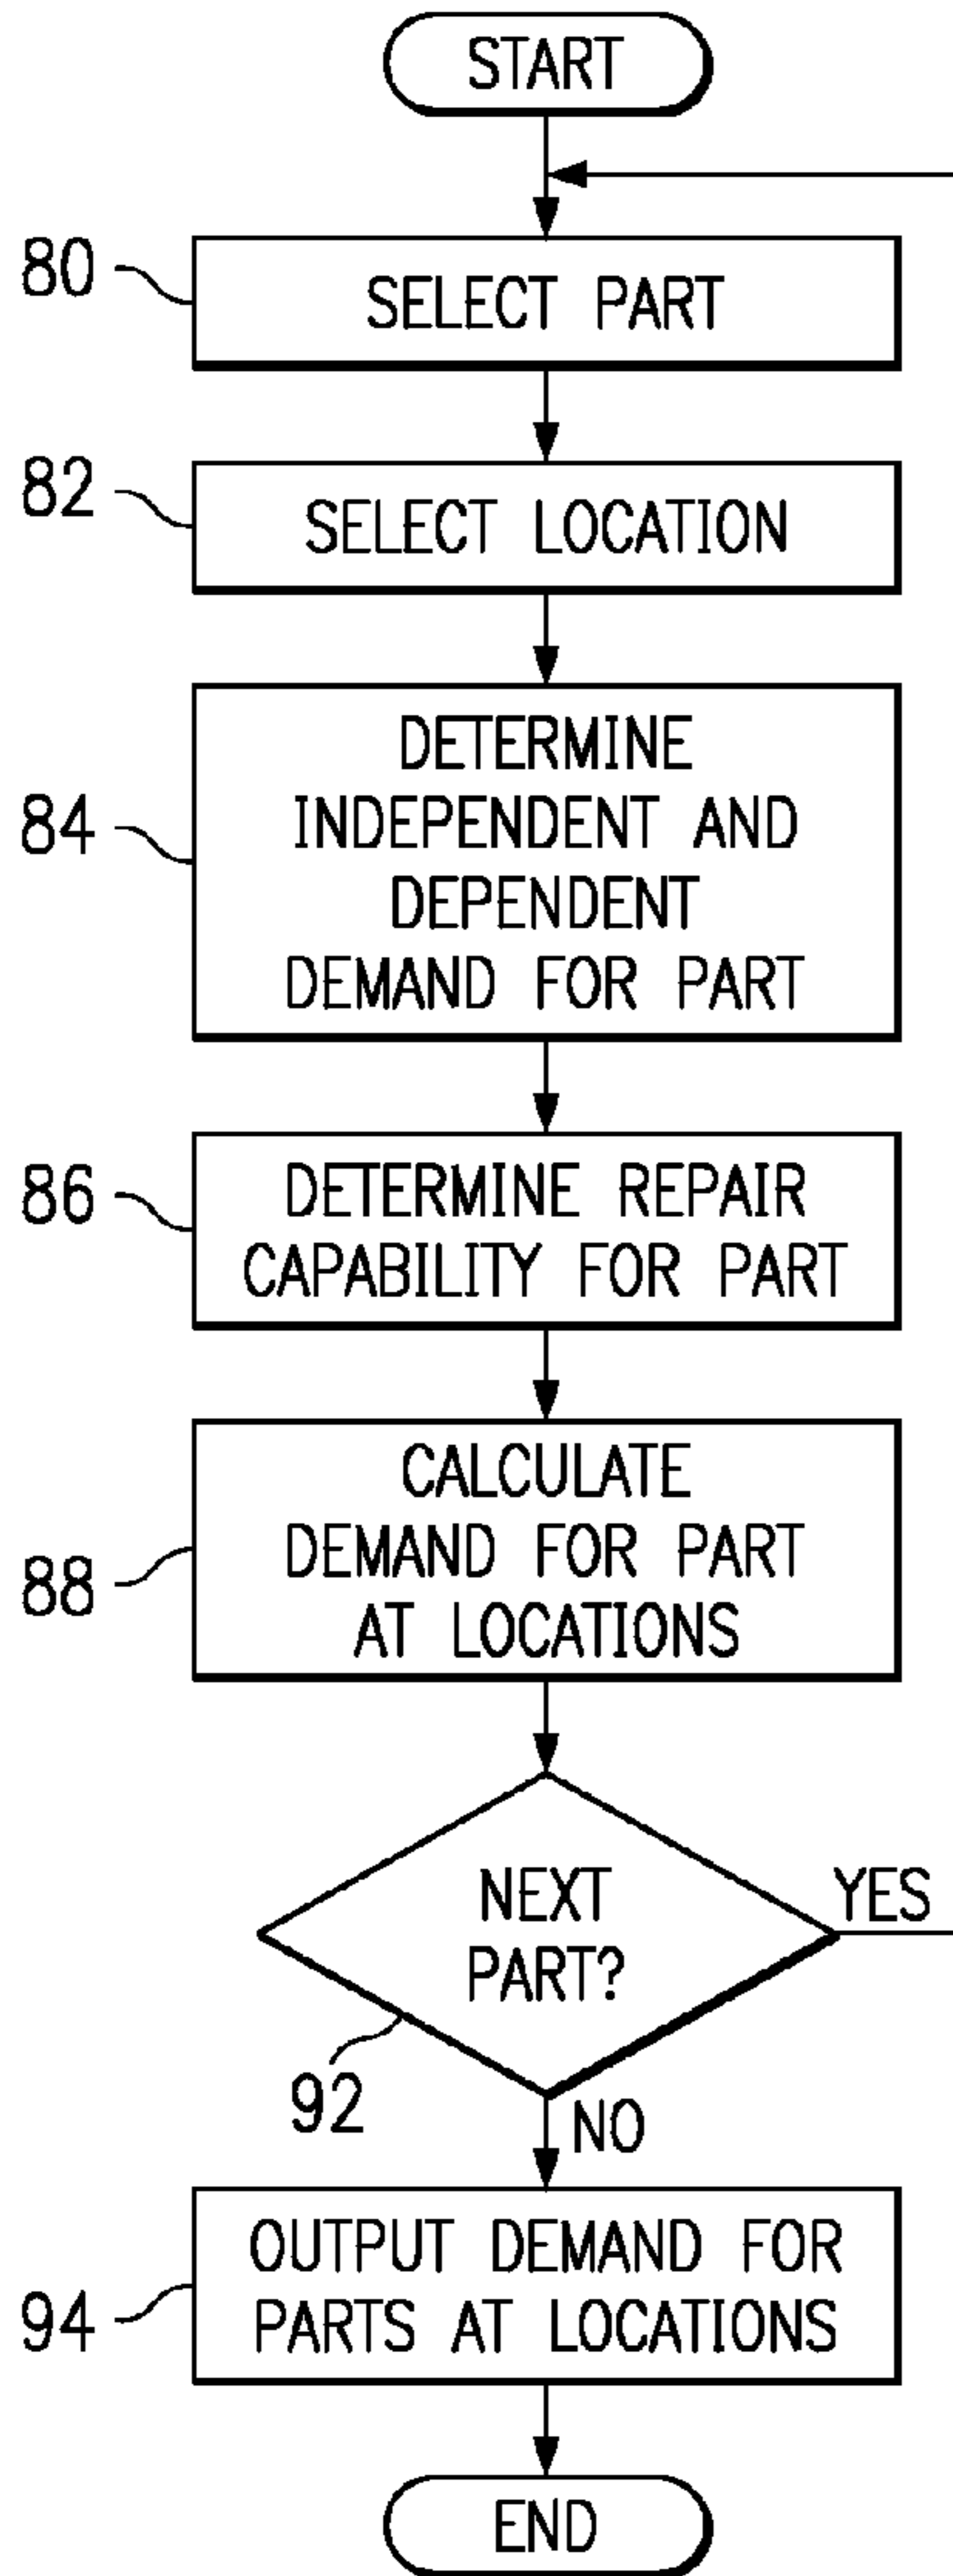 START
80
SELECT PART
82
SELECT LOCATION
84
DETERMINE
INDEPENDENT AND
DEPENDENT
DEMAND FOR PART
86
DETERMINE REPAIR
CAPABILITY FOR PART
88
CALCULATE
DEMAND FOR PART
AT LOCATIONS
NEXT
PART?
YES
92
NO
94
OUTPUT DEMAND FOR
PARTS AT LOCATIONS
END